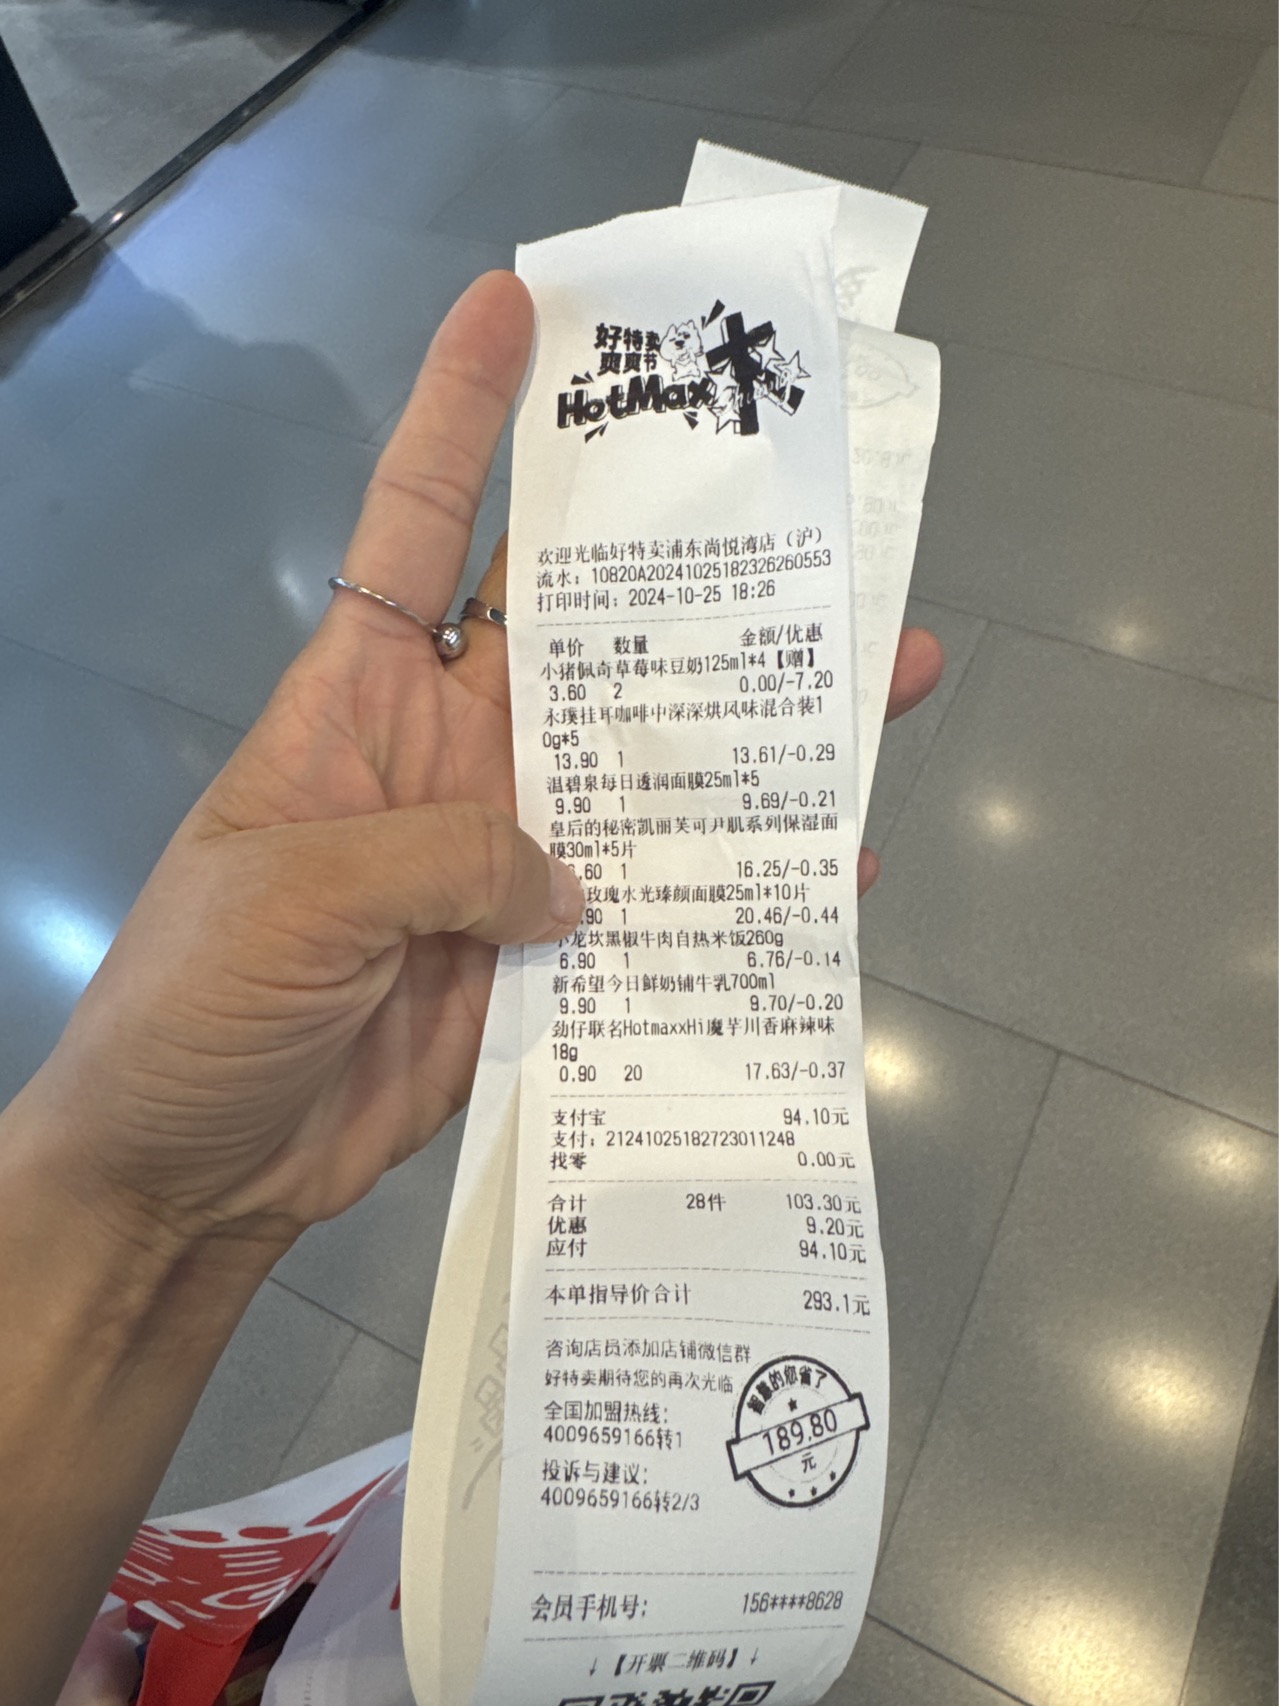 好特卖
爽爽节
HotMax
欢迎光临好特卖浦东尚悦湾店（沪）
流水：10820A20241025182326260553
打印时间：2024-10-25 18:26
单价 数量 金额/优惠
小猪佩奇草莓味豆奶125ml*4【赠】
3.60 2 0.00/-7.20
永璞挂耳咖啡中深深烘风味混合装1
0g*5
13.90 1 13.61/-0.29
温碧泉每日透润面膜25ml*5
9.90 1 9.69/-0.21
皇后的秘密凯丽芙可尹肌系列保湿面
膜30ml*5片
6.60 1 16.25/-0.35
玫瑰水光臻颜面膜25ml*10片
.90 1 20.46/-0.44
小龙坎黑椒牛肉自热米饭260g
6.90 1 6.76/-0.14
新希望今日鲜奶铺牛乳700ml
9.90 1 9.70/-0.20
劲仔联名HotmaxxHi魔芋川香麻辣味
18g
0.90 20 17.63/-0.37
支付宝 94.10元
支付：21241025182723011248
找零 0.00元
合计 28件 103.30元
优惠 9.20元
应付 94.10元
本单指导价合计 293.1元
咨询店员添加店铺微信群
好特卖期待您的再次光临
全国加盟热线：
4009659166转1
投诉与建议：
4009659166转2/3
智慧的您省了
189.80
元
会员手机号： 156****8628
↓【开票二维码】↓